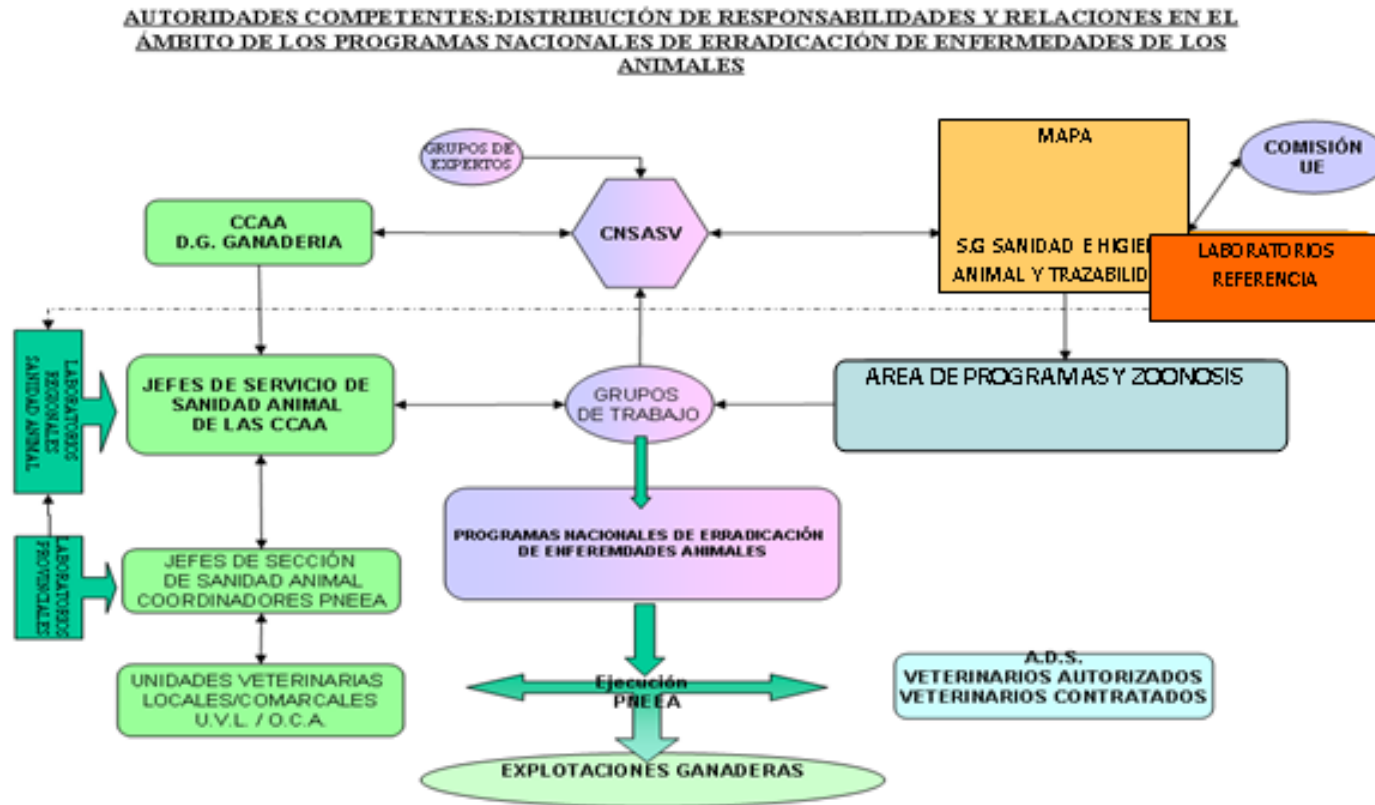 AUTORIDADES COMPETENTES:DISTRIBUCIÓN DE RESPONSABILIDADES Y RELACIONES EN EL
ÁMBITO DE LOS PROGRAMAS NACIONALES DE ERRADICACIÓN DE ENFERMEDADES DE LOS
ANIMALES
GRUPOS DE
EXPERTOS
MAPA
COMISIÓN
UE
CCAA
D.G. GANADERIA
CNSASV
S.G SANIDAD E HIGIEN
ANIMAL Y TRAZABILID
LABORATORIOS
REFERENCIA
LABORATORIOS
REGIONALES
SANIDAD ANIMAL
JEFES DE SERVICIO DE
SANIDAD ANIMAL
DE LAS CCAA
GRUPOS
DE TRABAJO
AREA DE PROGRAMAS Y ZOONOSIS
PROGRAMAS NACIONALES DE ERRADICACIÓN
DE ENFEREMDADES ANIMALES
LABORATORIOS
PROVINCIALES
JEFES DE SECCIÓN
DE SANIDAD ANIMAL
COORDINADORES PNEEA
UNIDADES VETERINARIAS
LOCALES/COMARCALES
U.V.L. / O.C.A.
Ejecución
PNEEA
A.D.S.
VETERINARIOS AUTORIZADOS
VETERINARIOS CONTRATADOS
EXPLOTACIONES GANADERAS